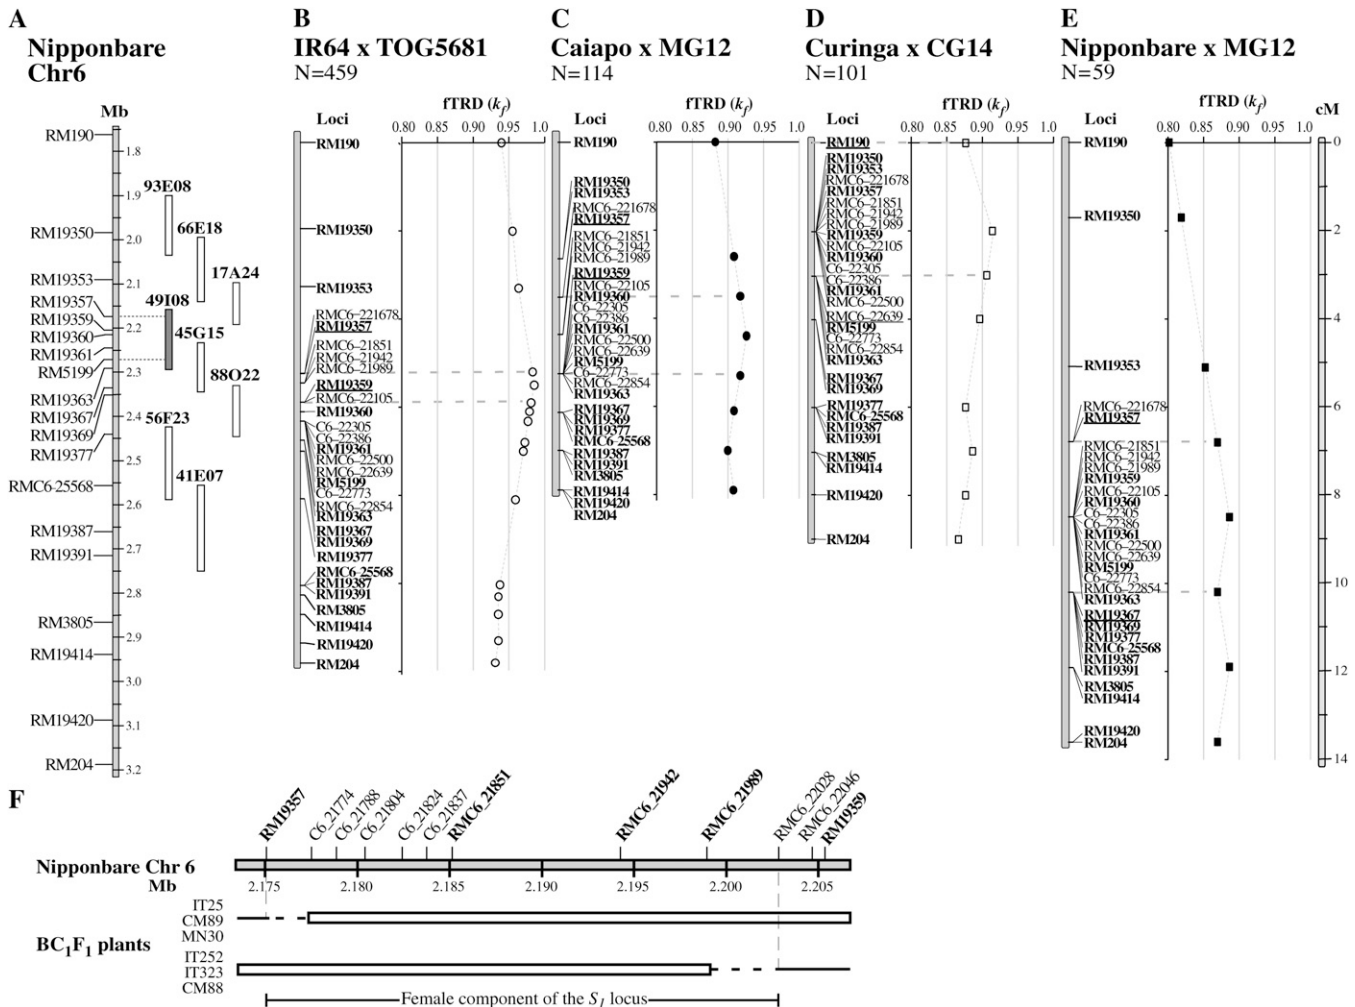 A
Nipponbare
Chr6
Mb
RM190
1.8
1.9
RM19350
2.0
RM19353
2.1
RM19357
RM19359
2.2
RM19360
RM19361
RM5199
2.3
RM19363
RM19367
2.4
RM19369
RM19377
2.5
RMC6-25568
2.6
RM19387
RM19391
2.7
2.8
RM3805
2.9
RM19414
3.0
RM19420
3.1
RM204
3.2
93E08
66E18
17A24
49I08
45G15
88O22
56F23
41E07
B
IR64 x TOG5681
N=459
fTRD (kf)
Loci
0.80 0.85 0.90 0.95 1.0
RM190
RM19350
RM19353
RMC6–221678
RM19357
RMC6–21851
RMC6–21942
RMC6–21989
RM19359
RMC6–22105
RM19360
C6–22305
C6–22386
RM19361
RMC6–22500
RMC6–22639
RM5199
C6–22773
RMC6–22854
RM19363
RM19367
RM19369
RM19377
RMC6–25568
RM19387
RM19391
RM3805
RM19414
RM19420
RM204
C
Caiapo x MG12
N=114
fTRD (kf)
Loci
0.80 0.85 0.90 0.95 1.0
RM190
RM19350
RM19353
RMC6–221678
RM19357
RMC6–21851
RMC6–21942
RMC6–21989
RM19359
RMC6–22105
RM19360
C6–22305
C6–22386
RM19361
RMC6–22500
RMC6–22639
RM5199
C6–22773
RMC6–22854
RM19363
RM19367
RM19369
RM19377
RMC6–25568
RM19387
RM19391
RM3805
RM19414
RM19420
RM204
D
Curinga x CG14
N=101
fTRD (kf)
Loci
0.80 0.85 0.90 0.95 1.0
RM190
RM19350
RM19353
RMC6–221678
RM19357
RMC6–21851
RMC6–21942
RMC6–21989
RM19359
RMC6–22105
RM19360
C6–22305
C6–22386
RM19361
RMC6–22500
RMC6–22639
RM5199
C6–22773
RMC6–22854
RM19363
RM19367
RM19369
RM19377
RMC6–25568
RM19387
RM19391
RM3805
RM19414
RM19420
RM204
E
Nipponbare x MG12
N=59
fTRD (kf)
Loci
0.80 0.85 0.90 0.95 1.0
RM190
RM19350
RM19353
RMC6–221678
RM19357
RMC6–21851
RMC6–21942
RMC6–21989
RM19359
RMC6–22105
RM19360
C6–22305
C6–22386
RM19361
RMC6–22500
RMC6–22639
RM5199
C6–22773
RMC6–22854
RM19363
RM19367
RM19369
RM19377
RMC6–25568
RM19387
RM19391
RM3805
RM19414
RM19420
RM204
cM
0
2
4
6
8
10
12
14
F
RM19357 C6_21774 C6_21788 C6_21804 C6_21824 C6_21837 RMC6_21851 RMC6_21942 RMC6_21989 RMC6_22028 RMC6_22046 RM19359
Nipponbare Chr 6
Mb
2.175 2.180 2.185 2.190 2.195 2.200 2.205
BC1F1 plants
IT25
CM89
MN30
IT252
IT323
CM88
Female component of the S1 locus